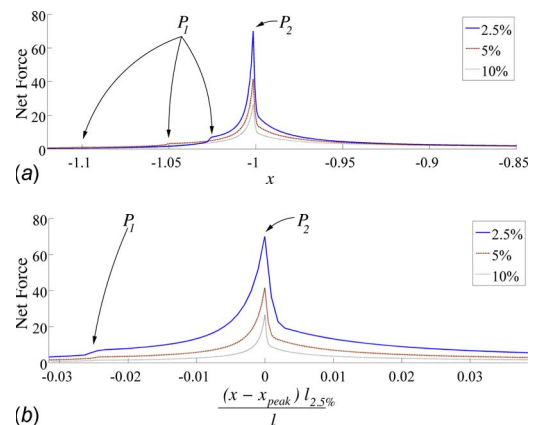 80
60
40
20
0
Net Force
P1
P2
2.5%
5%
10%
-1.1 -1.05 -1 -0.95 -0.9 -0.85
x
(a)
80
60
40
20
0
Net Force
P1
P2
2.5%
5%
10%
-0.03 -0.02 -0.01 0 0.01 0.02 0.03
(x − xpeak) l2.5%
l
(b)